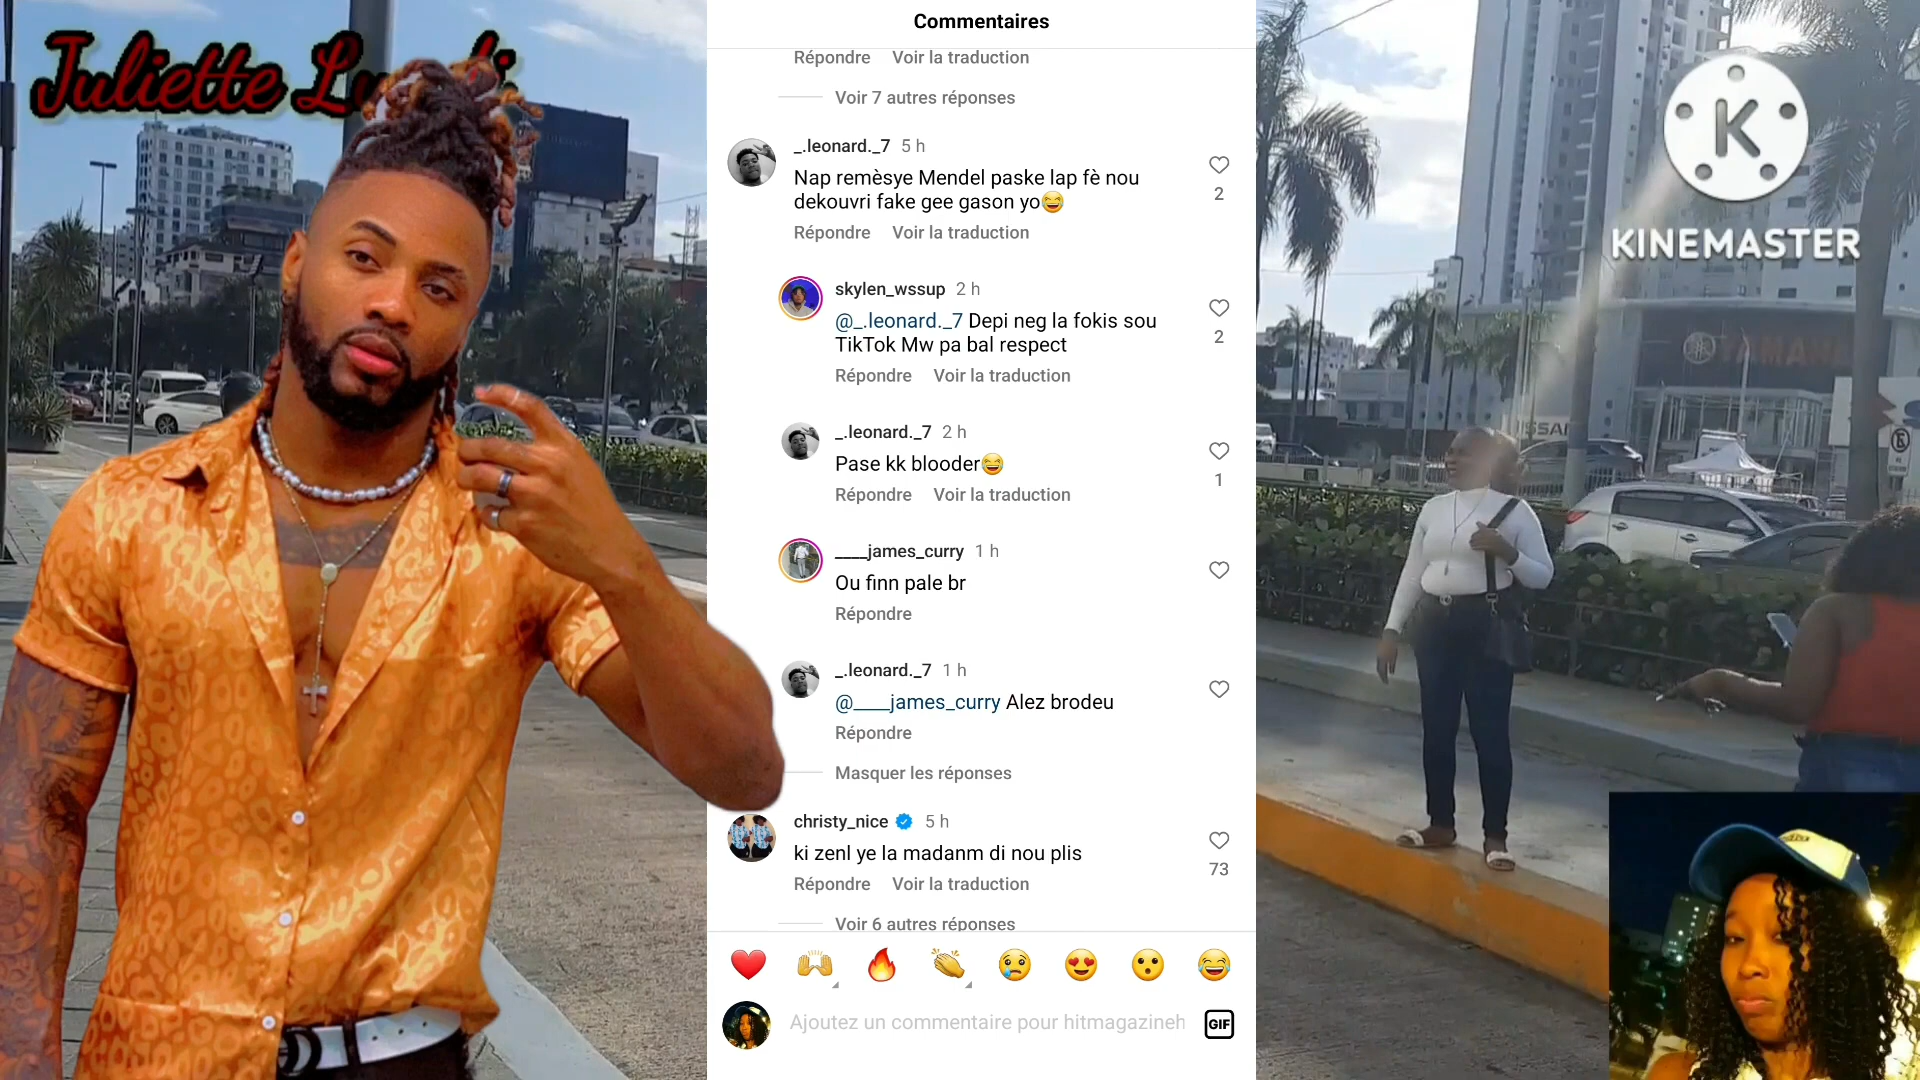 Juliette Lu
Commentaires
Répondre Voir la traduction
Voir 7 autres réponses
_.leonard._7 5 h
Nap remèsye Mendel paske lap fè nou
dekouvri fake gee gason yo😅
2
Répondre Voir la traduction
skylen_wssup 2 h
@_.leonard._7 Depi neg la fokis sou
TikTok Mw pa bal respect
2
Répondre Voir la traduction
_.leonard._7 2 h
Pase kk blooder😅
1
Répondre Voir la traduction
____james_curry 1 h
Ou finn pale br
Répondre
_.leonard._7 1 h
@____james_curry Alez brodeu
Répondre
Masquer les réponses
christy_nice 5 h
ki zenl ye la madanm di nou plis
73
Répondre Voir la traduction
Voir 6 autres réponses
Ajoutez un commentaire pour hitmagazineh
GIF
K
KINEMASTER
YAMAHA
NISSAN